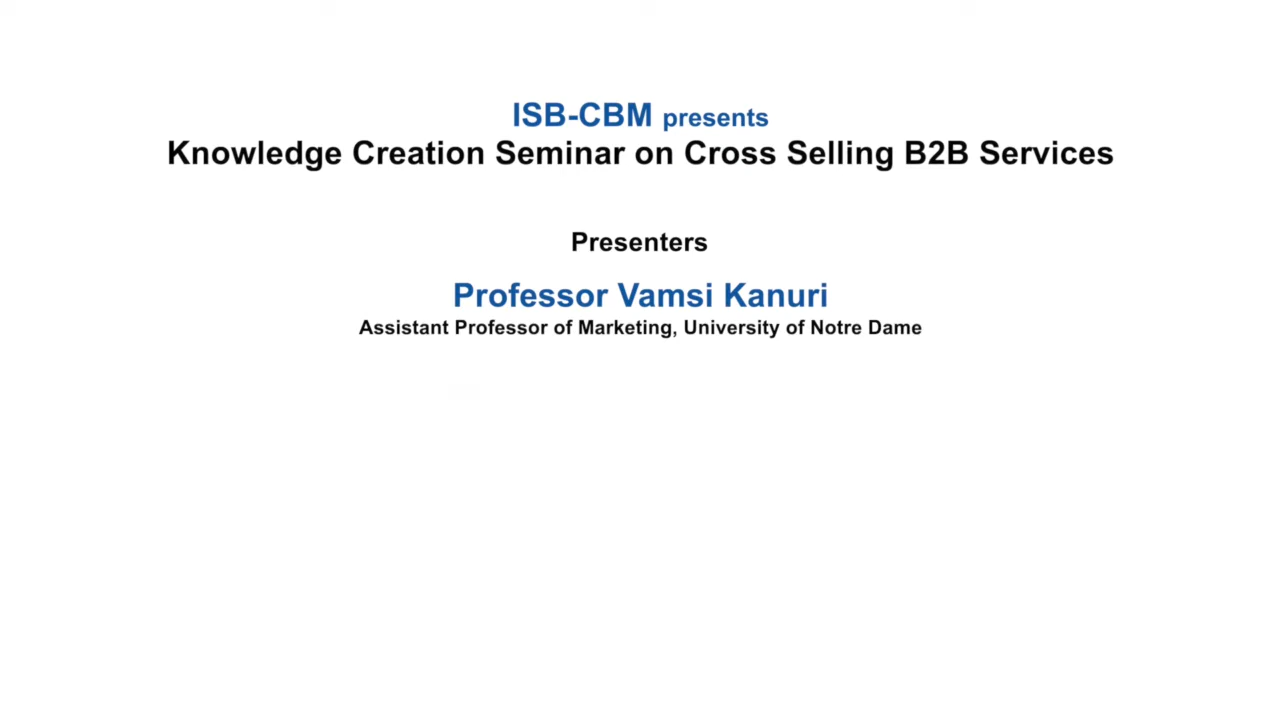 ISB-CBM presents
Knowledge Creation Seminar on Cross Selling B2B Services
Presenters
Professor Vamsi Kanuri
Assistant Professor of Marketing, University of Notre Dame